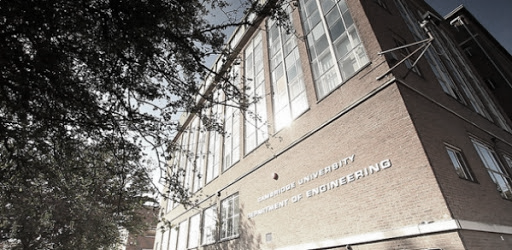 CAMBRIDGE UNIVERSITY
DEPARTMENT OF ENGINEERING